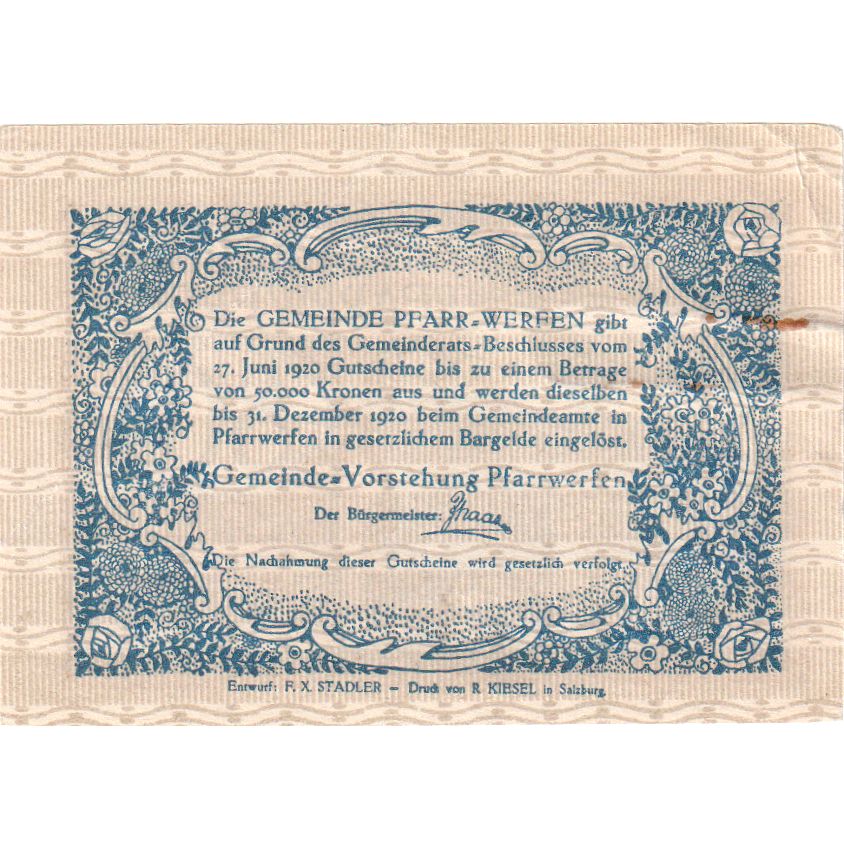 Die GEMEINDE PFARR-WERFEN gibt
auf Grund des Gemeinderats-Beschlusses vom
27. Juni 1920 Gutscheine bis zu einem Betrage
von 50.000 Kronen aus und werden dieselben
bis 31. Dezember 1920 beim Gemeindeamte in
Pfarrwerfen in gesetzlichem Bargelde eingelöst.
Gemeinde-Vorstehung Pfarrwerfen
Der Bürgermeister:
Die Nachahmung dieser Gutscheine wird gesetzlich verfolgt.
Entwurf: F. X. STADLER – Druck von R. KIESEL in Salzburg.